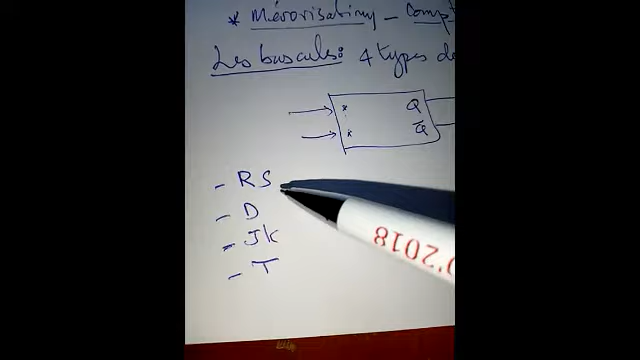 * Mémorisation - Comp
Les bascules: 4 types de
* Q
* Q̅
- RS
- D
- JK
- T
'2018